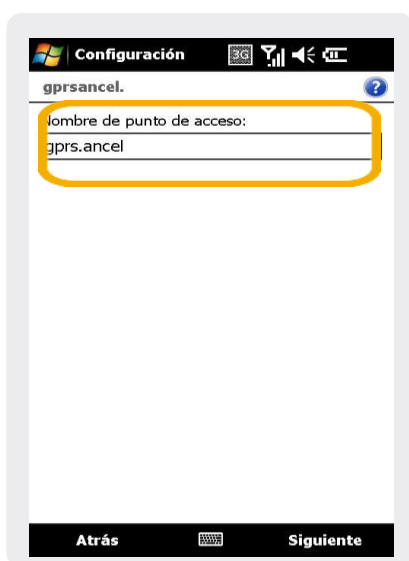 Configuración 3G
gprsancel. ?
Nombre de punto de acceso:
gprs.ancel
Atrás Siguiente